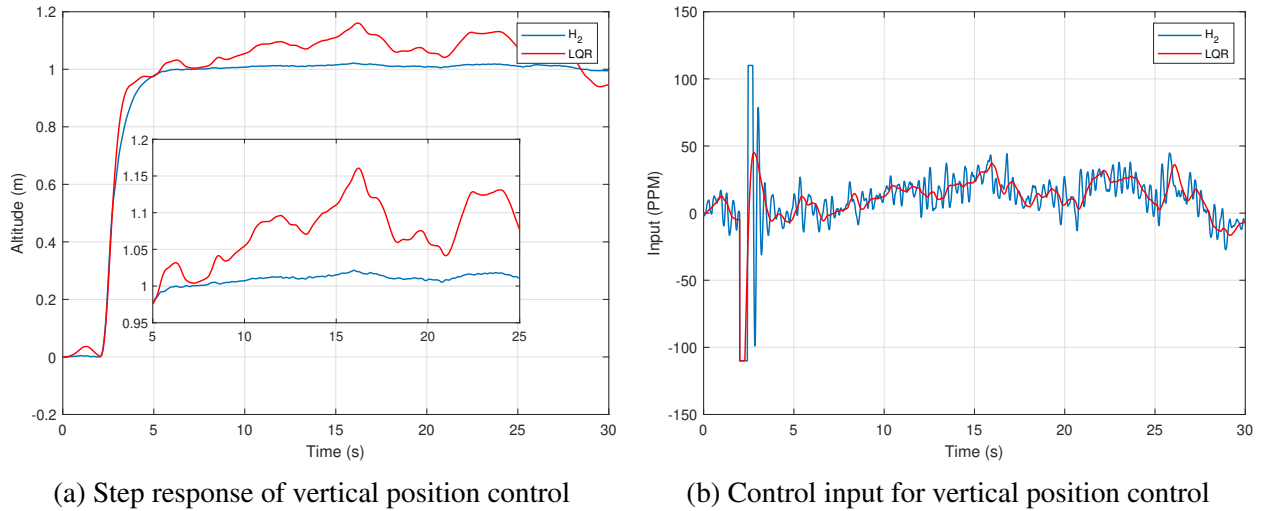 1.2
1
0.8
0.6
0.4
0.2
0
-0.2
Altitude (m)
0 5 10 15 20 25 30
Time (s)
H2
LQR
1.2
1.15
1.1
1.05
1
0.95
5 10 15 20 25
(a) Step response of vertical position control
150
100
50
0
-50
-100
-150
Input (PPM)
0 5 10 15 20 25 30
Time (s)
H2
LQR
(b) Control input for vertical position control